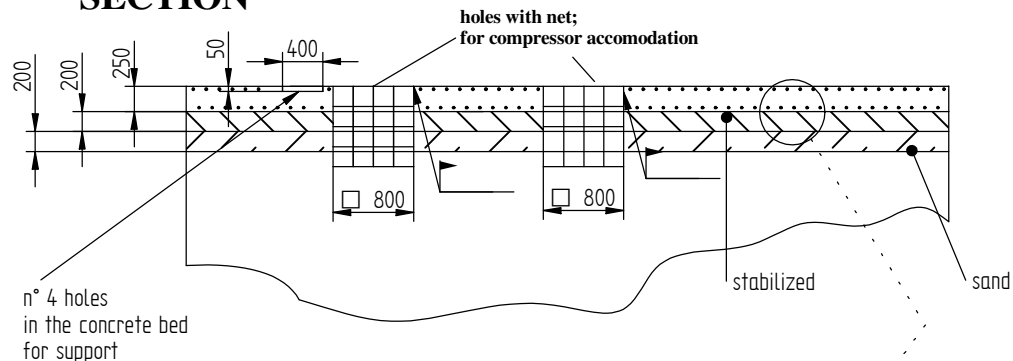 SECTION
holes with net;
for compressor accomodation
50
400
250
200
200
□ 800
□ 800
stabilized
sand
n° 4 holes
in the concrete bed
for support